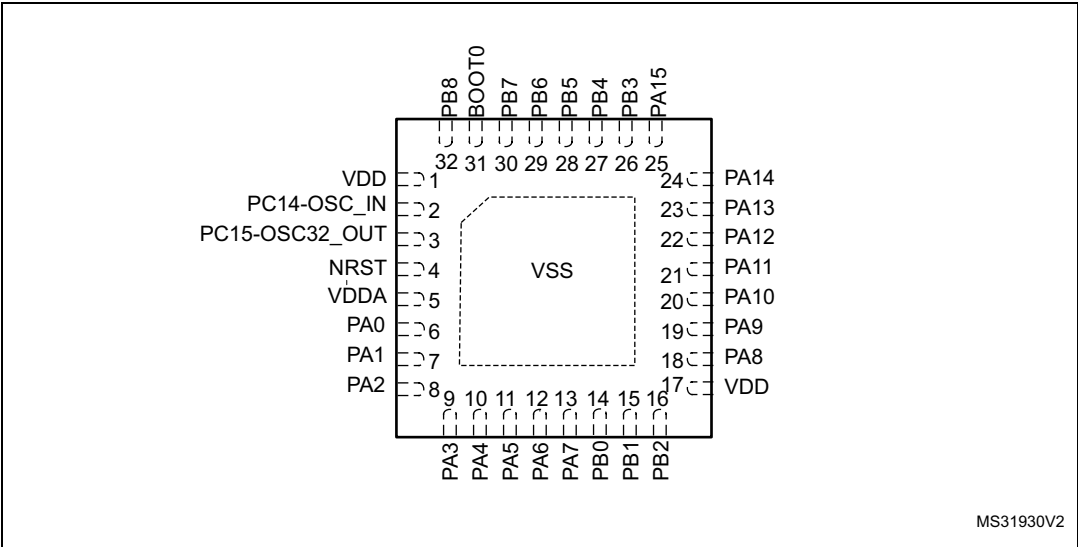 PB8
BOOT0
PB7
PB6
PB5
PB4
PB3
PA15
32 31 30 29 28 27 26 25
VDD 1
PC14-OSC_IN 2
PC15-OSC32_OUT 3
NRST 4
VDDA 5
PA0 6
PA1 7
PA2 8
24 PA14
23 PA13
22 PA12
21 PA11
20 PA10
19 PA9
18 PA8
17 VDD
VSS
9 10 11 12 13 14 15 16
PA3
PA4
PA5
PA6
PA7
PB0
PB1
PB2
MS31930V2